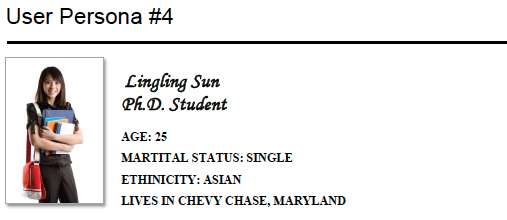 User Persona #4
Lingling Sun
Ph.D. Student
AGE: 25
MARTITAL STATUS: SINGLE
ETHINICITY: ASIAN
LIVES IN CHEVY CHASE, MARYLAND